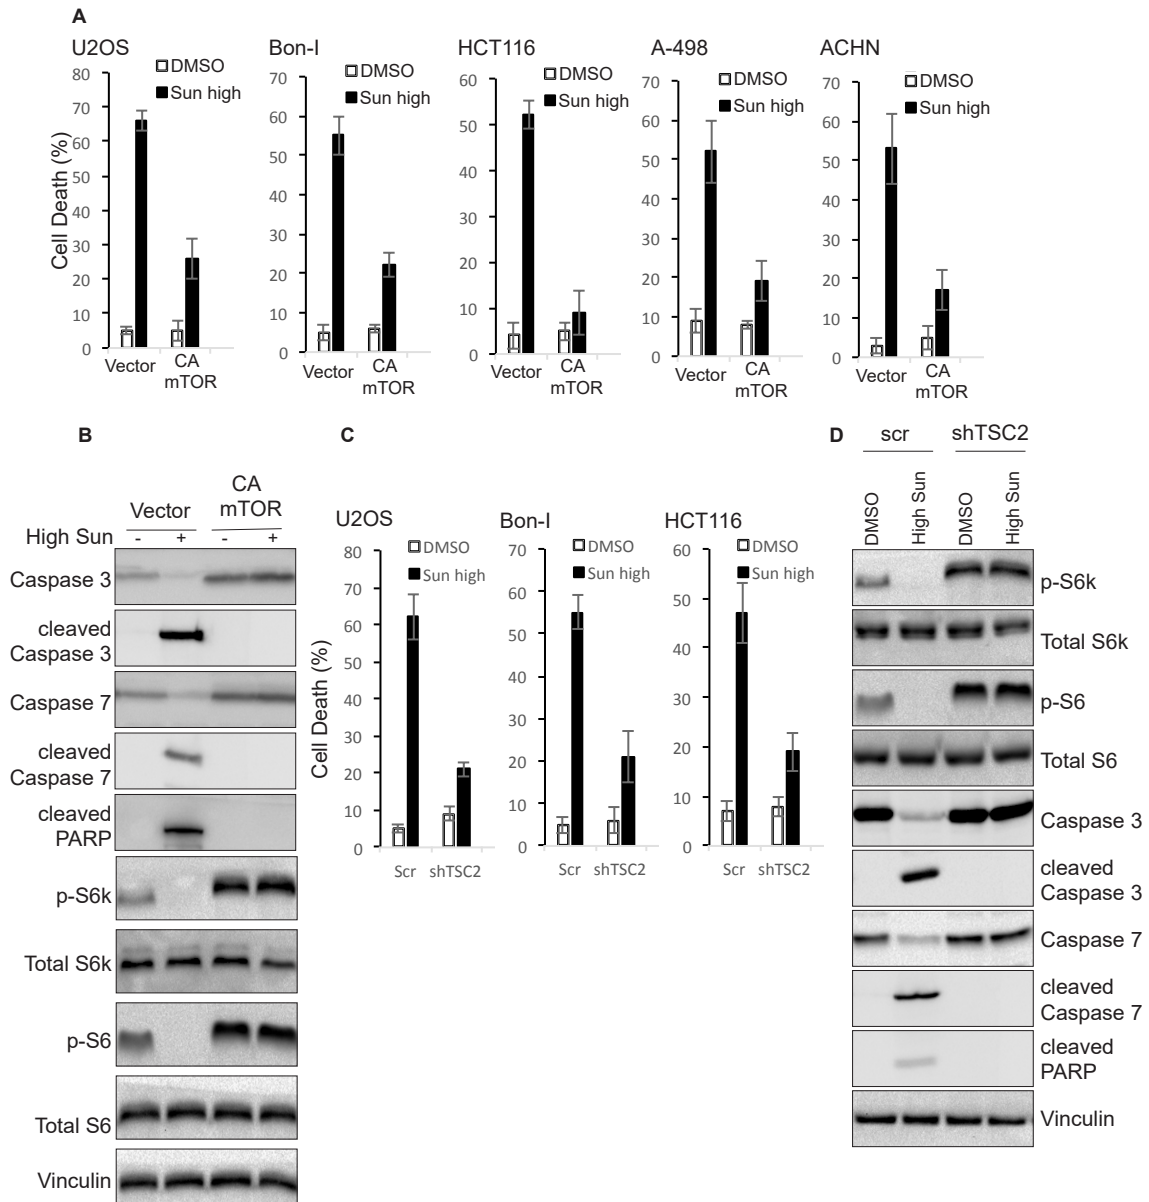 A
U2OS
Bon-I
HCT116
A-498
ACHN
DMSO
Sun high
DMSO
Sun high
DMSO
Sun high
DMSO
Sun high
DMSO
Sun high
Cell Death (%)
80
70
60
50
40
30
20
10
0
70
60
50
40
30
20
10
0
60
50
40
30
20
10
0
70
60
50
40
30
20
10
0
70
60
50
40
30
20
10
0
Vector
CA
mTOR
Vector
CA
mTOR
Vector
CA
mTOR
Vector
CA
mTOR
Vector
CA
mTOR
B
Vector
CA
mTOR
High Sun - + - +
Caspase 3
cleaved
Caspase 3
Caspase 7
cleaved
Caspase 7
cleaved
PARP
p-S6k
Total S6k
p-S6
Total S6
Vinculin
C
U2OS
Bon-I
HCT116
DMSO
Sun high
DMSO
Sun high
DMSO
Sun high
Cell Death (%)
80
70
60
50
40
30
20
10
0
70
60
50
40
30
20
10
0
60
50
40
30
20
10
0
Scr shTSC2
Scr shTSC2
Scr shTSC2
D
scr shTSC2
DMSO
High Sun
DMSO
High Sun
p-S6k
Total S6k
p-S6
Total S6
Caspase 3
cleaved
Caspase 3
Caspase 7
cleaved
Caspase 7
cleaved
PARP
Vinculin